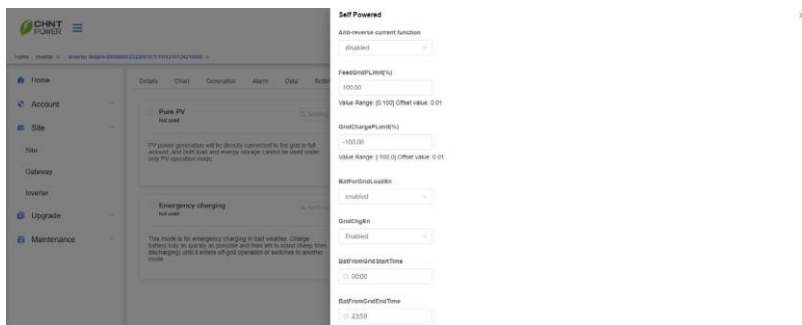 CHNT
POWER
Home
Inverter ×
Home
Account
Site
Site
Gateway
Inverter
Upgrade
Maintenance
Details Chart Generation Alarm Data
Pure PV
Not used
Setting
PV power generation will be directly connected to the grid in full
amount, and both load and energy storage cannot be used under
only PV operation mode.
Emergency charging
Not used
Setting
This mode is for emergency charging in bad weather. Charge
battery fully as quickly as possible and then left to stand (keep from
discharging) until it enters off-grid operation or switches to another
mode.
Self Powered
Anti-reverse current function
disabled
FeedGridPLimit(%)
100.00
Value Range: [0,100] Offset value: 0.01
GridChargePLimit(%)
-100.00
Value Range: [-100,0] Offset value: 0.01
BatForGridLoadEn
enabled
GridChgEn
Enabled
BatFromGridStartTime
00:00
BatFromGridEndTime
23:59